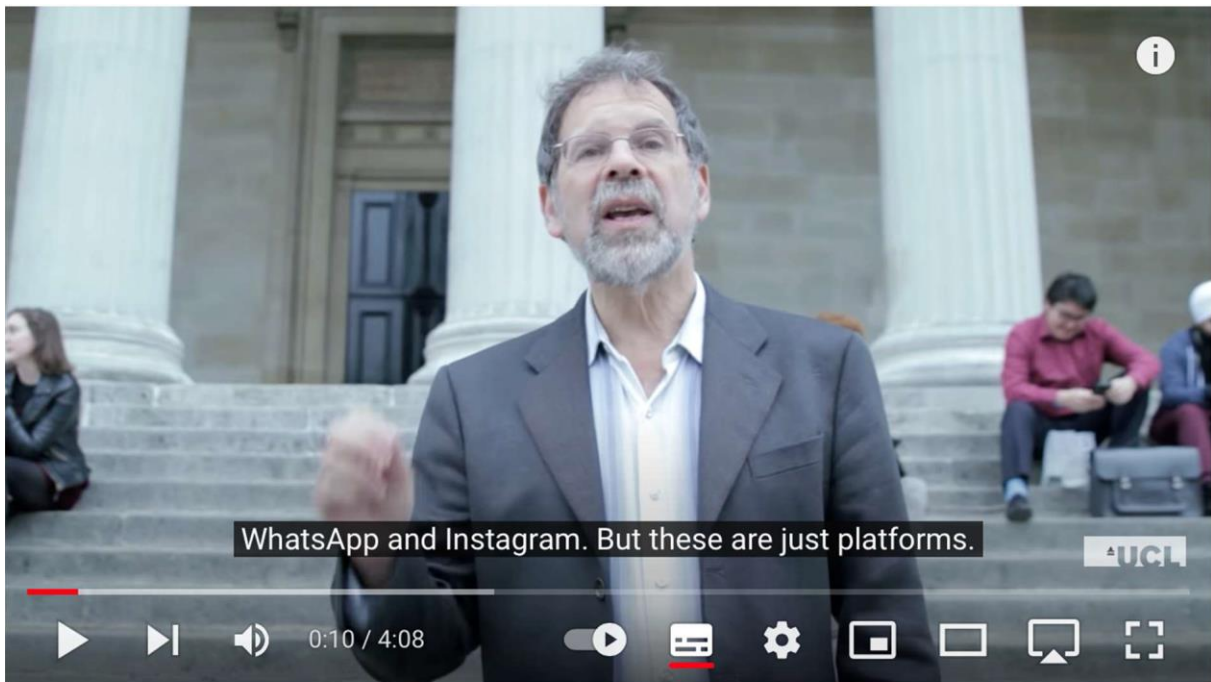 i
WhatsApp and Instagram. But these are just platforms.
UCL
0:10 / 4:08